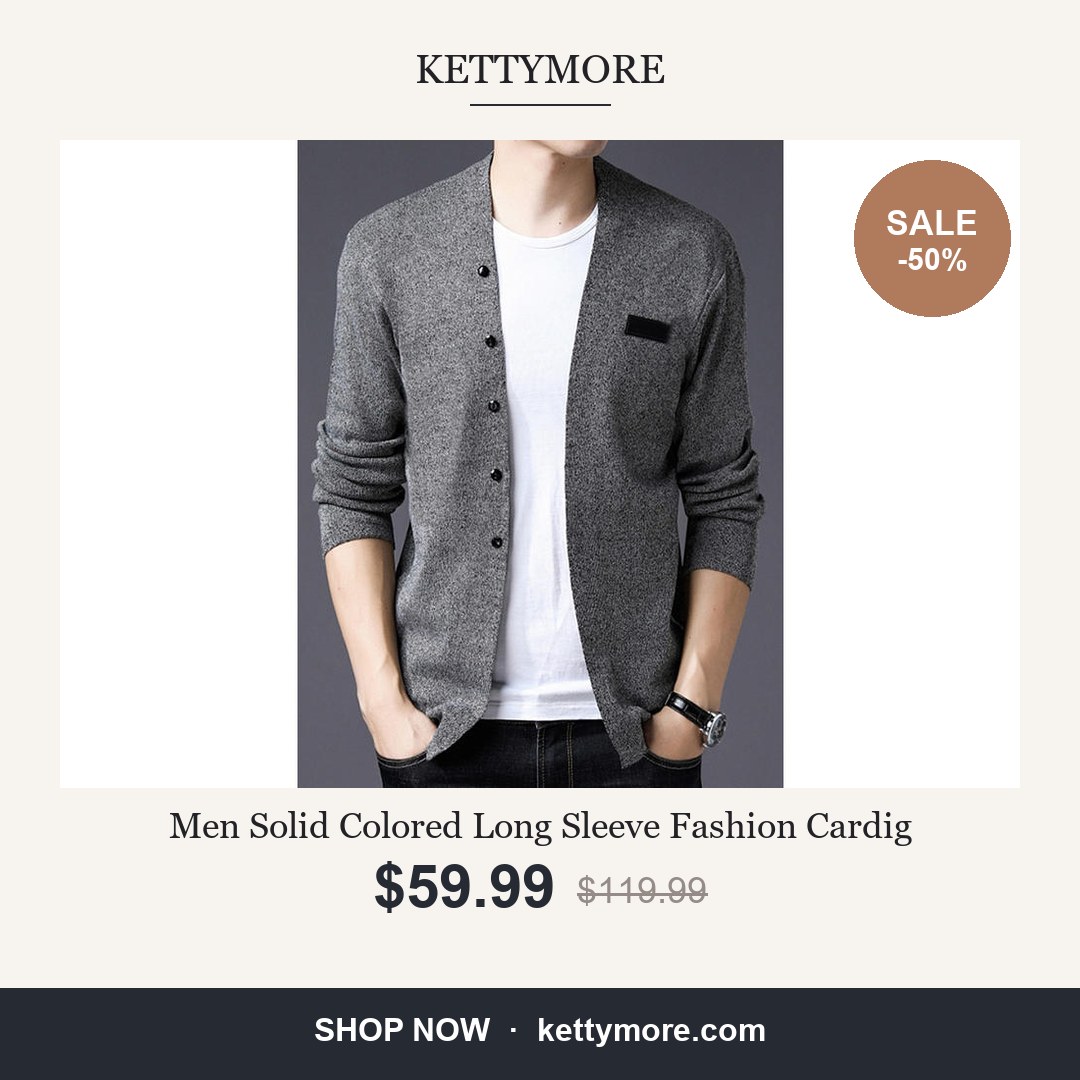 KETTYMORE
SALE
-50%
Men Solid Colored Long Sleeve Fashion Cardig
$59.99 $119.99
SHOP NOW · kettymore.com